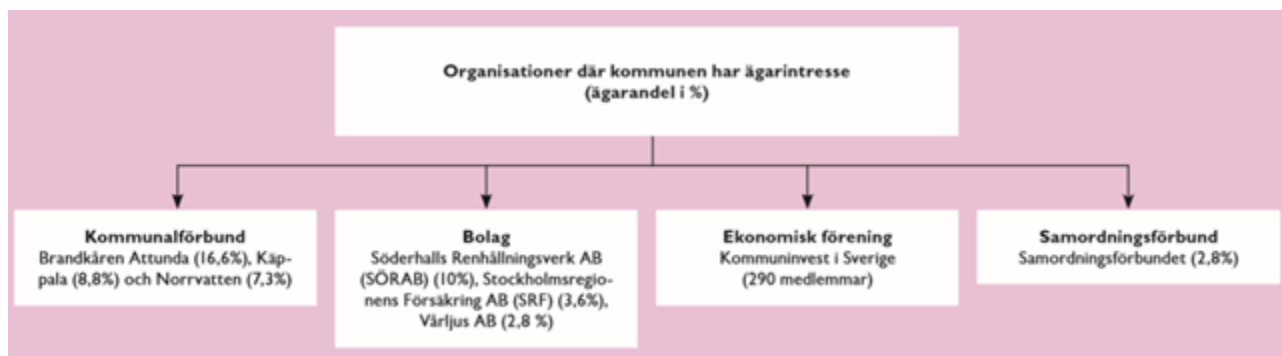 Organisationer där kommunen har ägarintresse
(ägarandel i %)
Kommunalförbund
Brandkåren Attunda (16,6%), Käp-
pala (8,8%) och Norrvatten (7,3%)
Bolag
Söderhalls Renhållningsverk AB
(SÖRAB) (10%), Stockholmsregio-
nens Försäkring AB (SRF) (3,6%),
Vårljus AB (2,8 %)
Ekonomisk förening
Kommuninvest i Sverige
(290 medlemmar)
Samordningsförbund
Samordningsförbundet (2,8%)